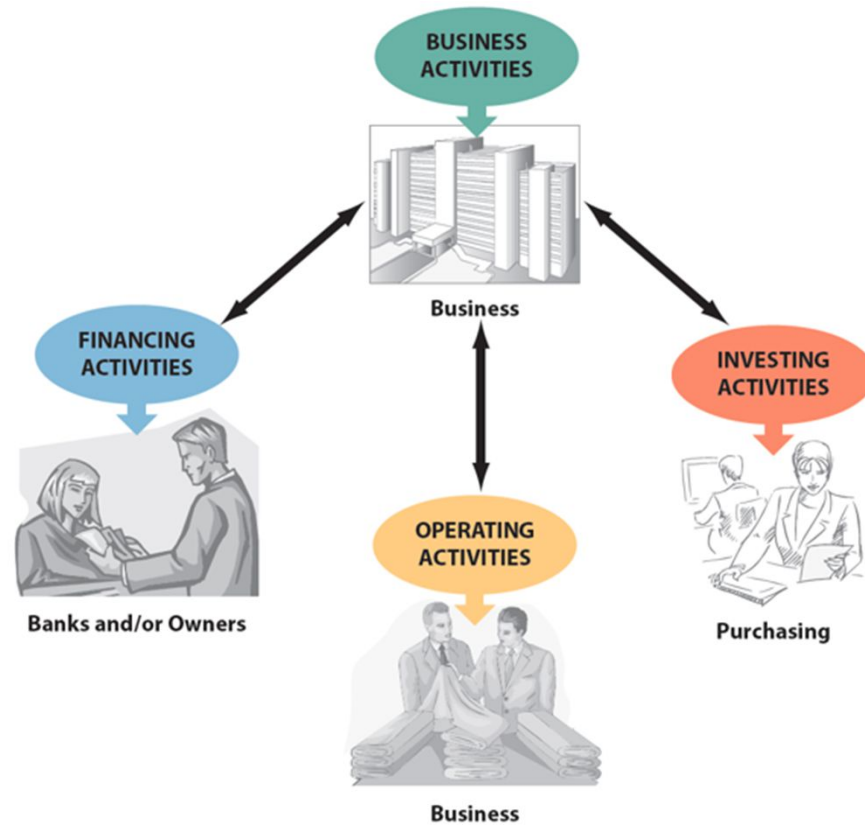 BUSINESS
ACTIVITIES
Business
FINANCING
ACTIVITIES
Banks and/or Owners
INVESTING
ACTIVITIES
Purchasing
OPERATING
ACTIVITIES
Business